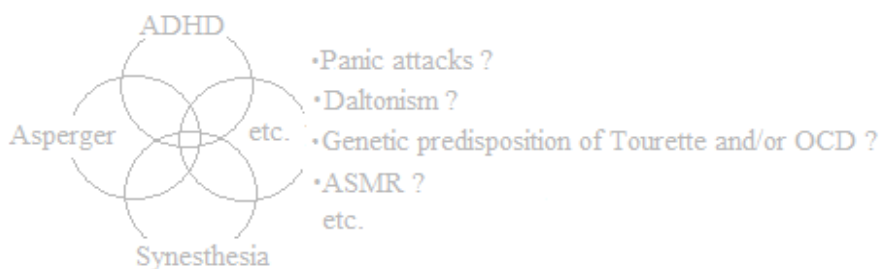 ADHD
Asperger
etc.
Synesthesia
•Panic attacks ?
•Daltonism ?
•Genetic predisposition of Tourette and/or OCD ?
•ASMR ?
etc.